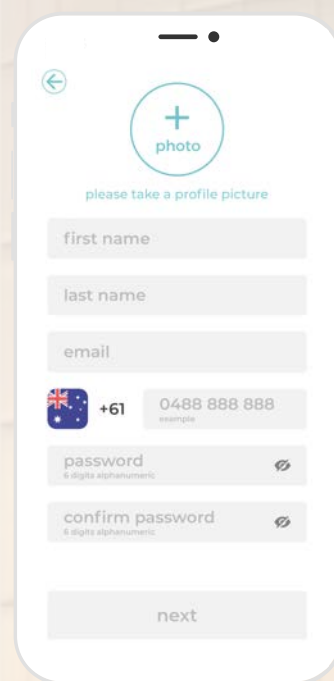 +
photo
please take a profile picture
first name
last name
email
+61 0488 888 888
example
password
6 digits alphanumeric
confirm password
6 digits alphanumeric
next